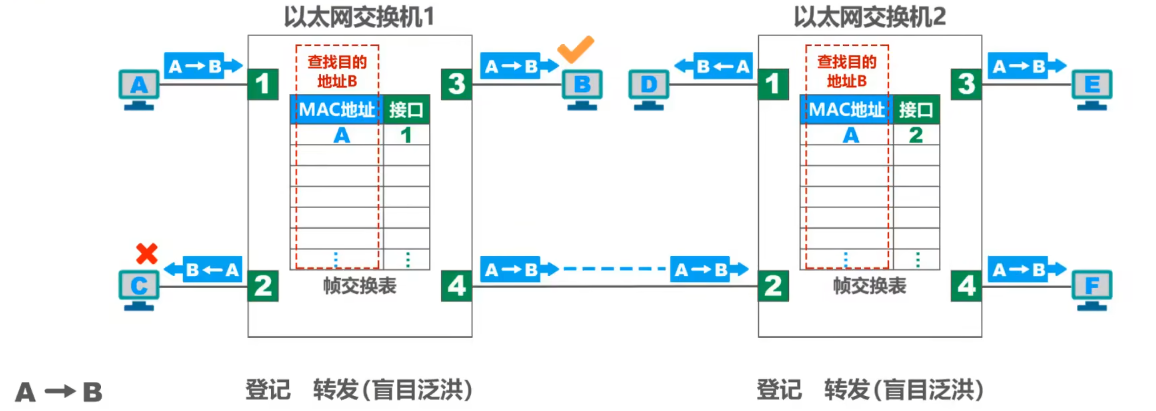 以太网交换机1
以太网交换机2
A→B
1
查找目的
地址B
MAC地址 接口
A 1
帧交换表
3
A→B
A
B
C
B←A
2
4
A→B
A→B
B←A
D
1
查找目的
地址B
MAC地址 接口
A 2
帧交换表
3
A→B
E
2
4
A→B
F
A→B
登记 转发(盲目泛洪)
登记 转发(盲目泛洪)